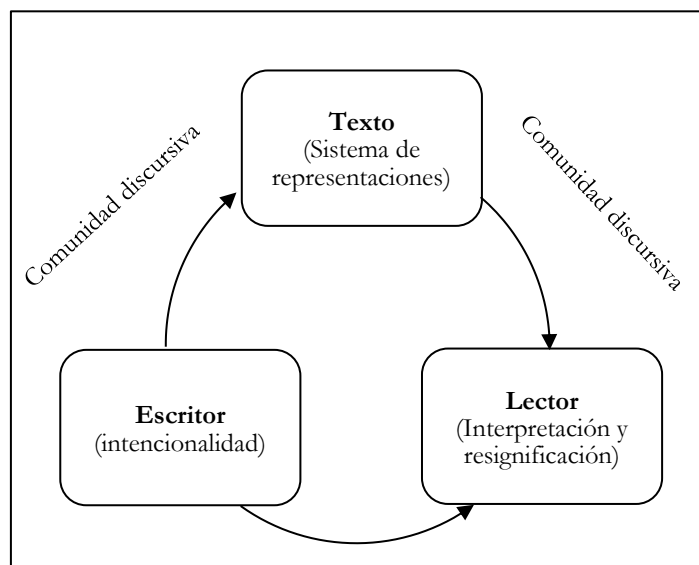 Texto
(Sistema de
representaciones)
Comunidad discursiva
Comunidad discursiva
Escritor
(intencionalidad)
Lector
(Interpretación y
resignificación)